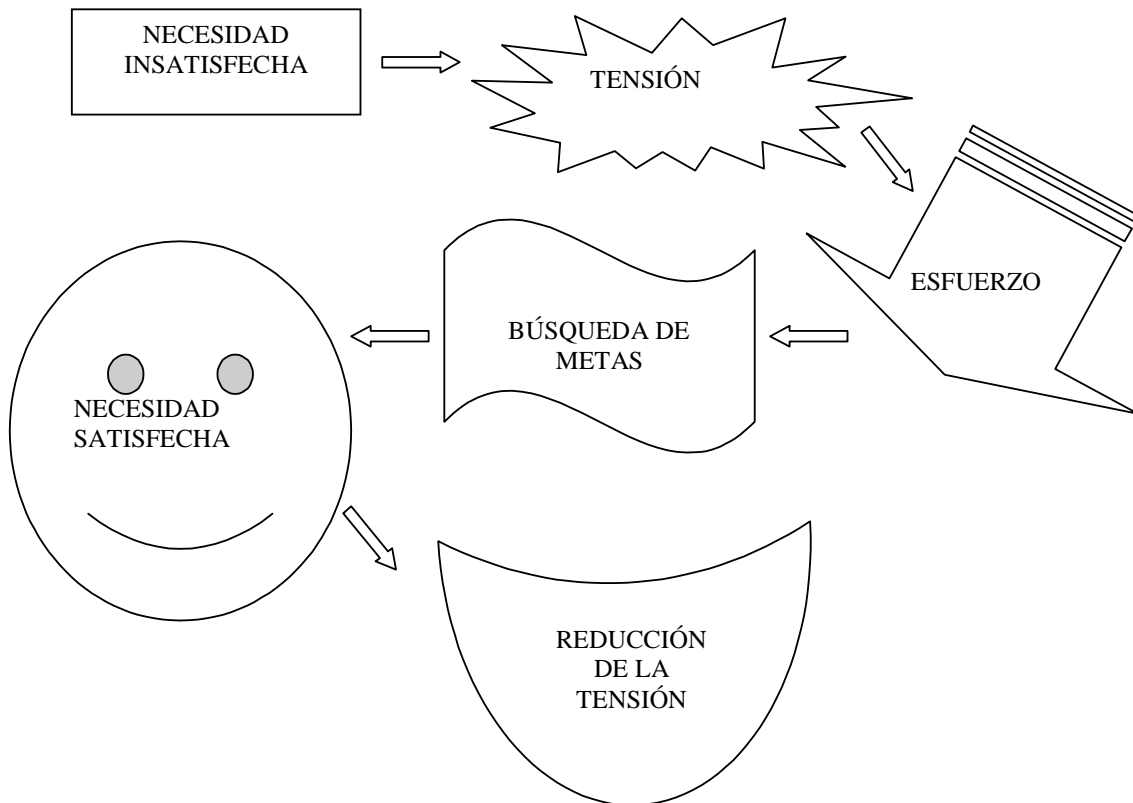 NECESIDAD
INSATISFECHA
TENSIÓN
ESFUERZO
BÚSQUEDA DE
METAS
NECESIDAD
SATISFECHA
REDUCCIÓN
DE LA
TENSIÓN